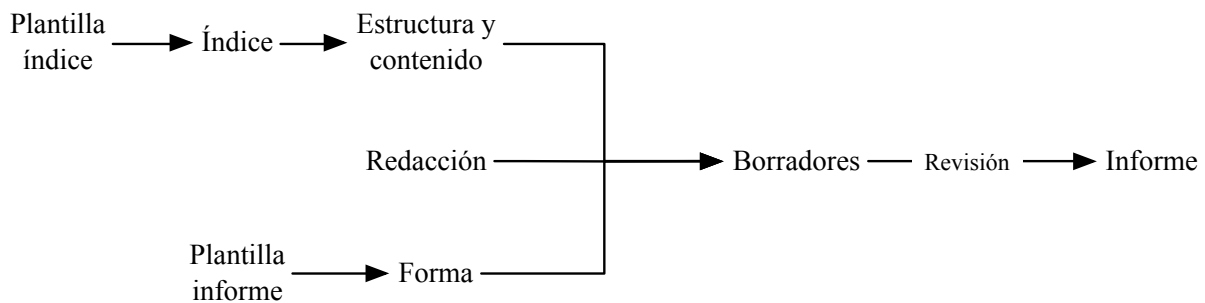 Plantilla
índice
Índice
Estructura y
contenido
Redacción
Borradores
Revisión
Informe
Plantilla
informe
Forma